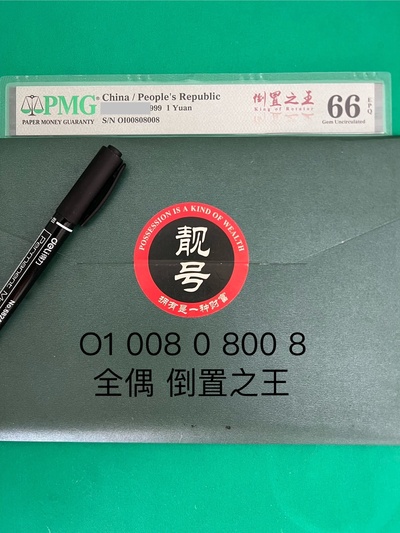 PMG
PAPER MONEY GUARANTY
China / People's Republic
999 1 Yuan
S/N OI00808008
倒置之王
King of Rotator
66
EPQ
Gem Uncirculated
POSSESSION IS A KIND OF WEALTH
靓号
拥有是一种财富
deli
O1 008 0 800 8
全偶 倒置之王